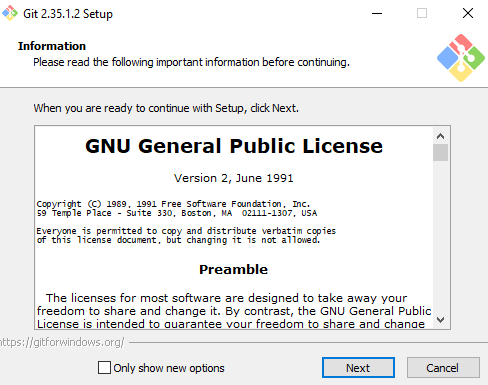 Git 2.35.1.2 Setup
Information
Please read the following important information before continuing.
When you are ready to continue with Setup, click Next.
GNU General Public License
Version 2, June 1991
Copyright (C) 1989, 1991 Free Software Foundation, Inc.
59 Temple Place - Suite 330, Boston, MA 02111-1307, USA
Everyone is permitted to copy and distribute verbatim copies
of this license document, but changing it is not allowed.
Preamble
The licenses for most software are designed to take away your
freedom to share and change it. By contrast, the GNU General Public
License is intended to guarantee your freedom to share and change
https://gitforwindows.org/
Only show new options
Next
Cancel